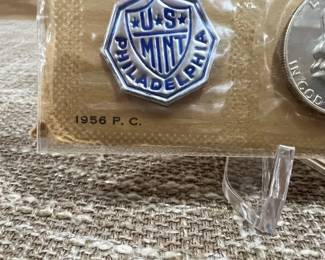 U S
MINT
PHILADELPHIA
IN GOD
1956 P. C.